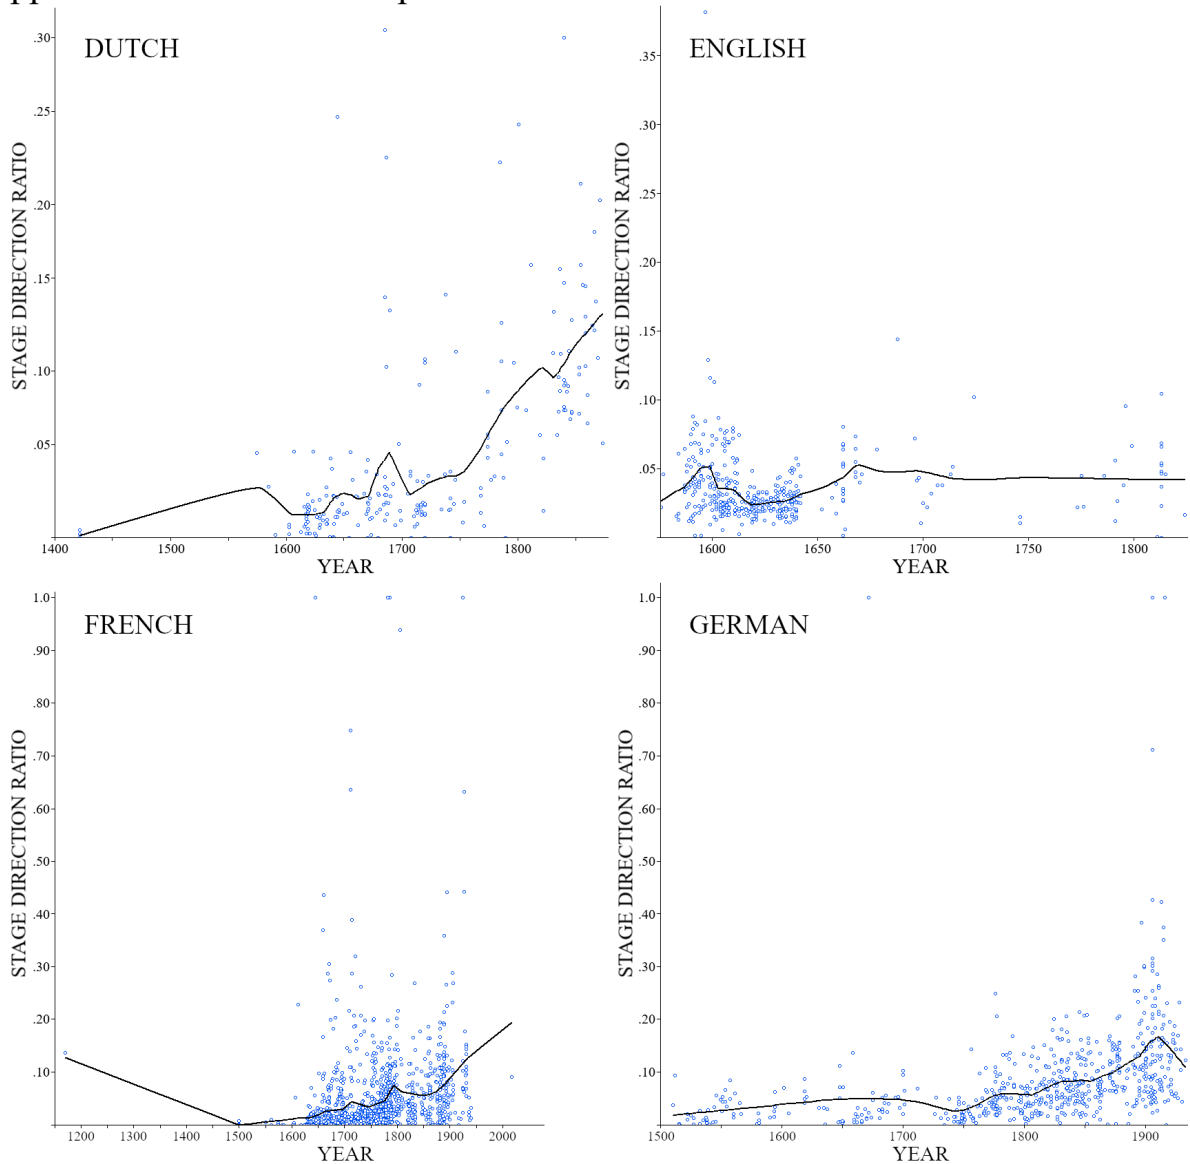 DUTCH
STAGE DIRECTION RATIO
.30
.25
.20
.15
.10
.05
1400 1500 1600 1700 1800
YEAR
ENGLISH
STAGE DIRECTION RATIO
.35
.30
.25
.20
.15
.10
.05
1600 1650 1700 1750 1800
YEAR
FRENCH
STAGE DIRECTION RATIO
1.0
.90
.80
.70
.60
.50
.40
.30
.20
.10
1200 1300 1400 1500 1600 1700 1800 1900 2000
YEAR
GERMAN
STAGE DIRECTION RATIO
1.0
.90
.80
.70
.60
.50
.40
.30
.20
.10
1500 1600 1700 1800 1900
YEAR